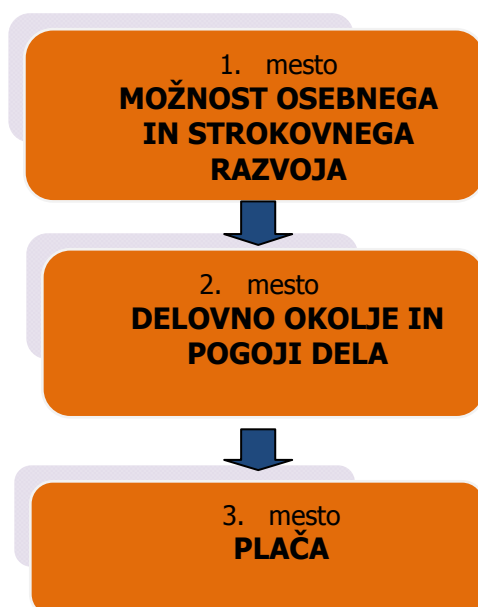 1. mesto
MOŽNOST OSEBNEGA
IN STROKOVNEGA
RAZVOJA
2. mesto
DELOVNO OKOLJE IN
POGOJI DELA
3. mesto
PLAČA